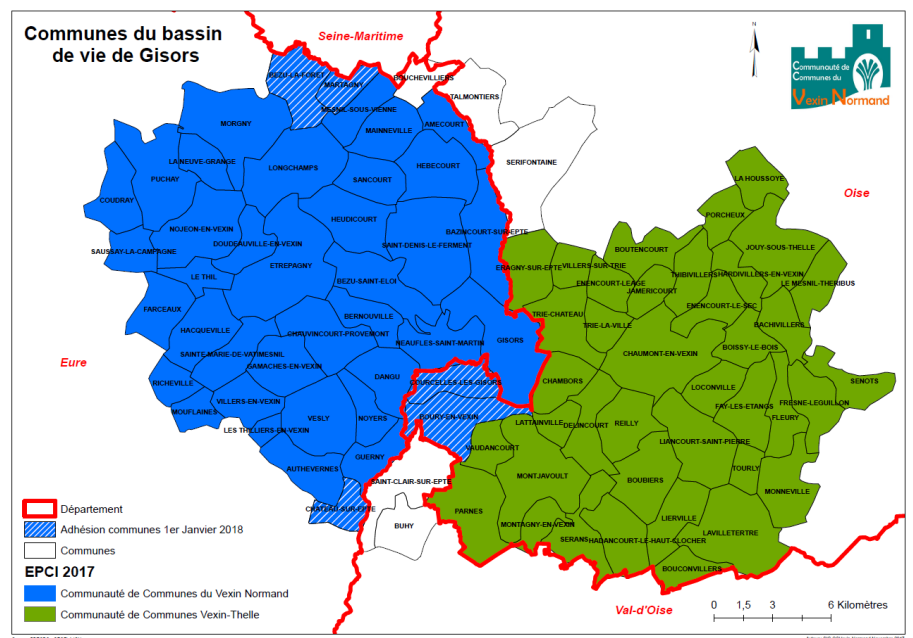 Communes du bassin
de vie de Gisors
Seine-Maritime
Communauté de
Communes du
Vexin Normand
N
BEZU-LA-FORET
MARTAGNY
BOUCHEVILLIERS
TALMONTIERS
MESNIL-SOUS-VIENNE
MORGNY
MAINNEVILLE
AMECOURT
SERIFONTAINE
LA NEUVE-GRANGE
LONGCHAMPS
HEBECOURT
PUCHAY
SANCOURT
LA HOUSSOYE
Oise
COUDRAY
HEUDICOURT
PORCHEUX
NOJEON-EN-VEXIN
BAZINCOURT-SUR-EPTE
DOUDEAUVILLE-EN-VEXIN
SAINT-DENIS-LE-FERMENT
BOUTENCOURT
JOUY-SOUS-THELLE
SAUSSAY-LA-CAMPAGNE
ETREPAGNY
ERAGNY-SUR-EPTE
VILLERS-SUR-TRIE
THIBIVILLERS
HARDIVILLERS-EN-VEXIN
LE THIL
BEZU-SAINT-ELOI
ENENCOURT-LEAGE
JAMERICOURT
LE MESNIL-THERIBUS
FARCEAUX
BERNOUVILLE
TRIE-CHATEAU
ENENCOURT-LE-SEC
HACQUEVILLE
CHAUVINCOURT-PROVEMONT
TRIE-LA-VILLE
BACHIVILLERS
NEAUFLES-SAINT-MARTIN
GISORS
SAINTE-MARIE-DE-VATIMESNIL
CHAUMONT-EN-VEXIN
BOISSY-LE-BOIS
Eure
GAMACHES-EN-VEXIN
RICHEVILLE
DANGU
COURCELLES-LES-GISORS
CHAMBORS
SENOTS
LOCONVILLE
VILLERS-EN-VEXIN
FRESNE-LEGUILLON
MOUFLAINES
FAY-LES-ETANGS
VESLY
NOYERS
BOURY-EN-VEXIN
LATTAINVILLE
DELINCOURT
REILLY
FLEURY
LES THILLIERS-EN-VEXIN
VAUDANCOURT
LIANCOURT-SAINT-PIERRE
GUERNY
AUTHEVERNES
MONTJAVOULT
TOURLY
SAINT-CLAIR-SUR-EPTE
BOUBIERS
MONNEVILLE
CHATEAU-SUR-EPTE
PARNES
BUHY
MONTAGNY-EN-VEXIN
LIERVILLE
LAVILLETERTRE
SERANS
HADANCOURT-LE-HAUT-CLOCHER
BOUCONVILLERS
Val-d'Oise
Département
Adhésion communes 1er Janvier 2018
Communes
EPCI 2017
Communauté de Communes du Vexin Normand
Communauté de Communes Vexin-Thelle
0 1,5 3 6 Kilomètres